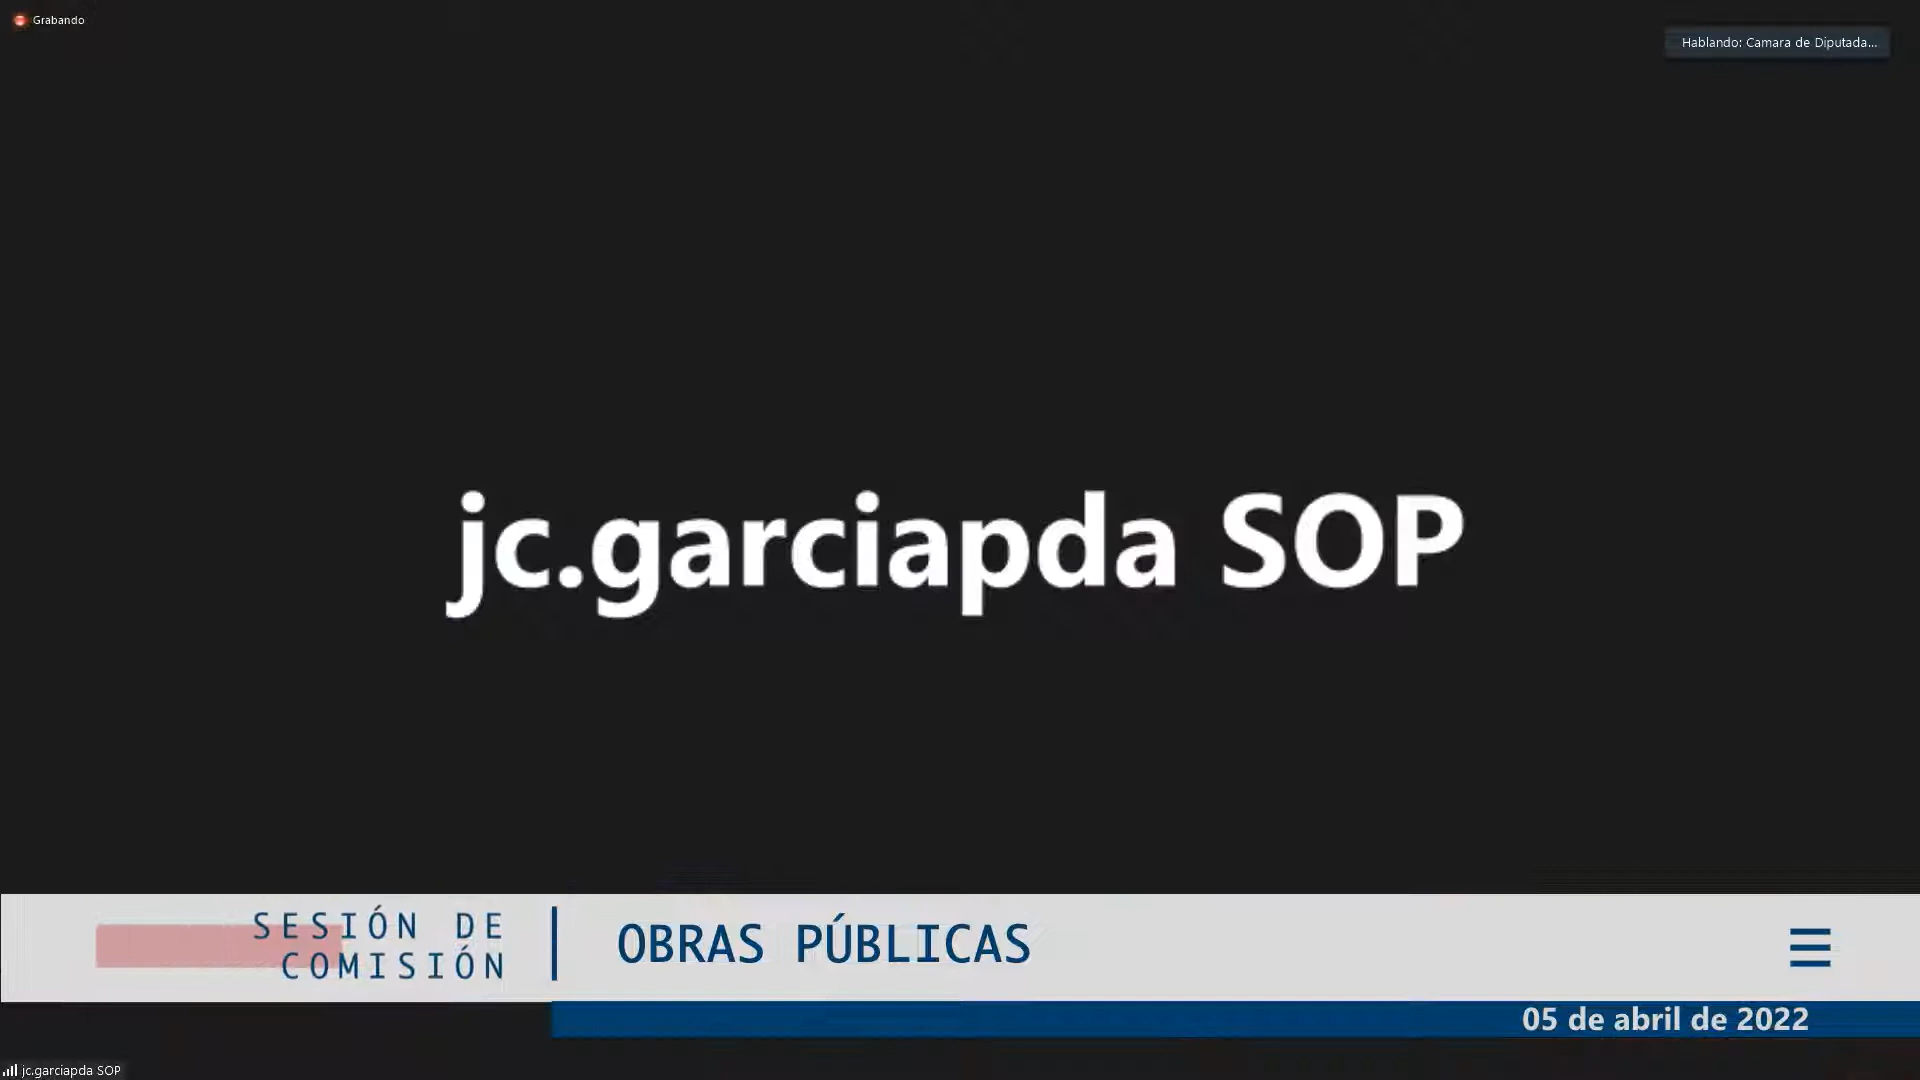 Grabando
Hablando: Camara de Diputada...
jc.garciapda SOP
SESIÓN DE
COMISIÓN
OBRAS PÚBLICAS
05 de abril de 2022
jc.garciapda SOP